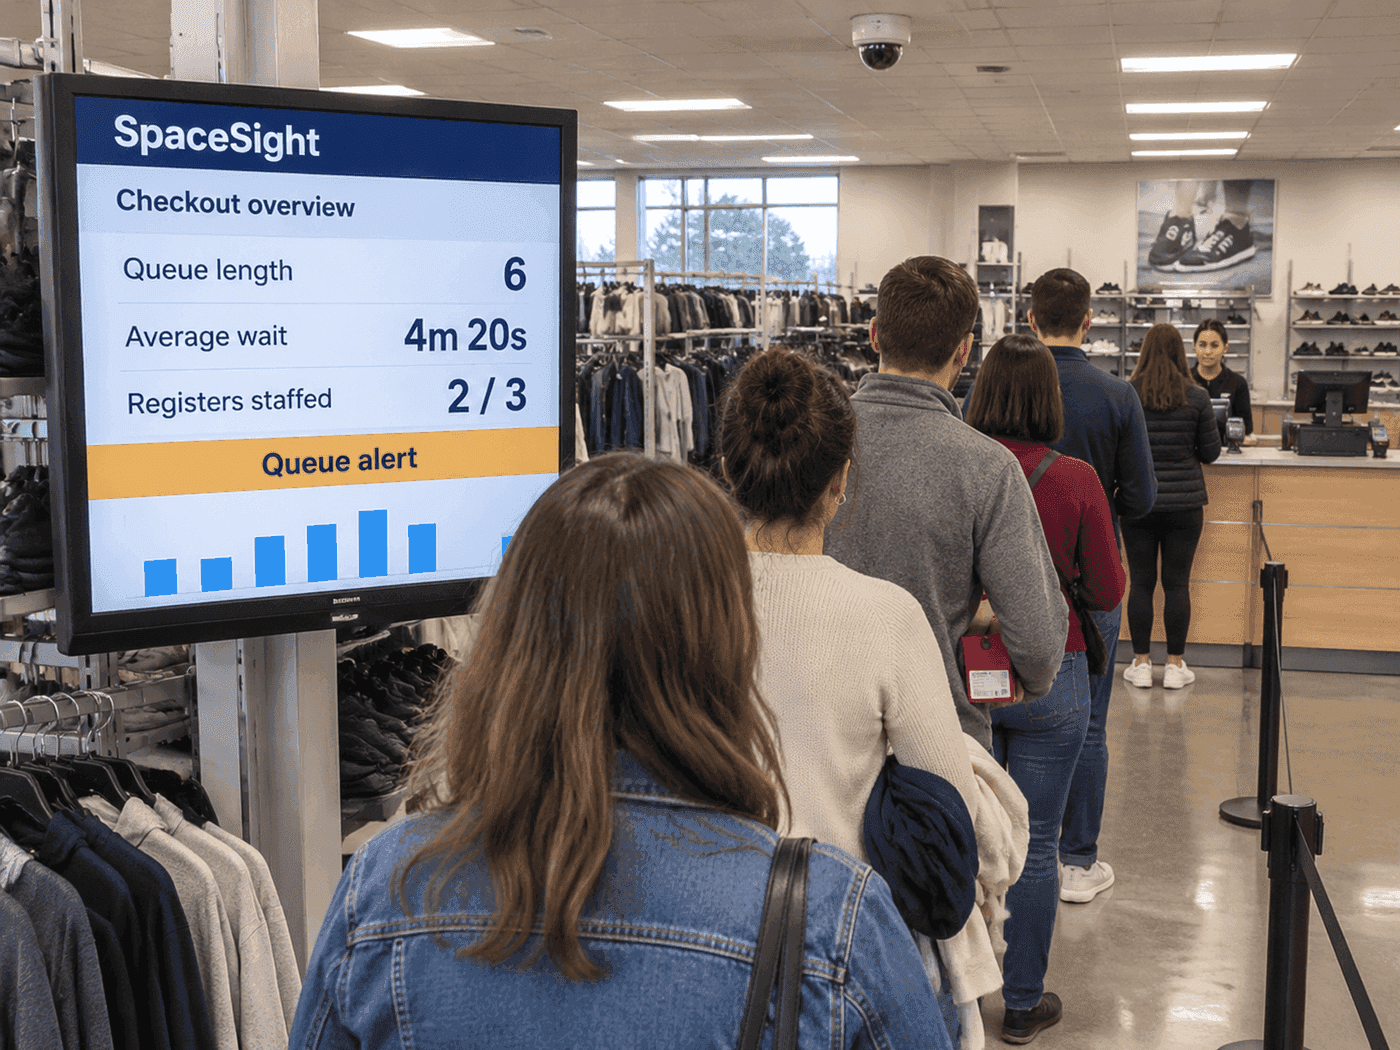 SpaceSight
Checkout overview
Queue length 6
Average wait 4m 20s
Registers staffed 2 / 3
Queue alert